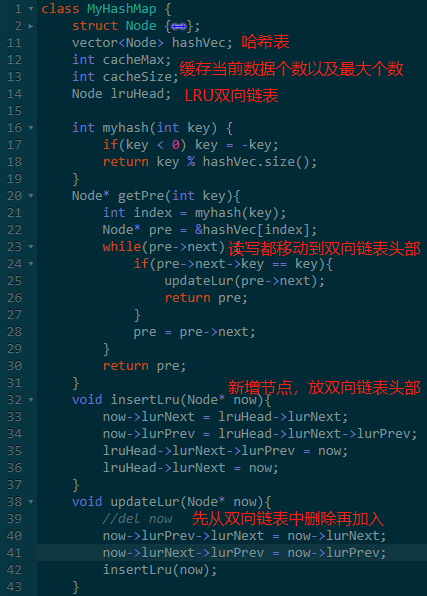 1 class MyHashMap {
2 struct Node {↔};
11 vector<Node> hashVec; 哈希表
12 int cacheMax;
13 int cacheSize; 缓存当前数据个数以及最大个数
14 Node lruHead; LRU双向链表
15
16 int myhash(int key) {
17 if(key < 0) key = -key;
18 return key % hashVec.size();
19 }
20 Node* getPre(int key){
21 int index = myhash(key);
22 Node* pre = &hashVec[index];
23 while(pre->next) 读写都移动到双向链表头部
24 if(pre->next->key == key){
25 updateLur(pre->next);
26 return pre;
27 }
28 pre = pre->next;
29 }
30 return pre;
31 }
新增节点，放双向链表头部
32 void insertLru(Node* now){
33 now->lurNext = lruHead->lurNext;
34 now->lurPrev = lruHead->lurNext->lurPrev;
35 lruHead->lurNext->lurPrev = now;
36 lruHead->lurNext = now;
37 }
38 void updateLur(Node* now){
39 //del now 先从双向链表中删除再加入
40 now->lurPrev->lurNext = now->lurNext;
41 now->lurNext->lurPrev = now->lurPrev;
42 insertLru(now);
43 }